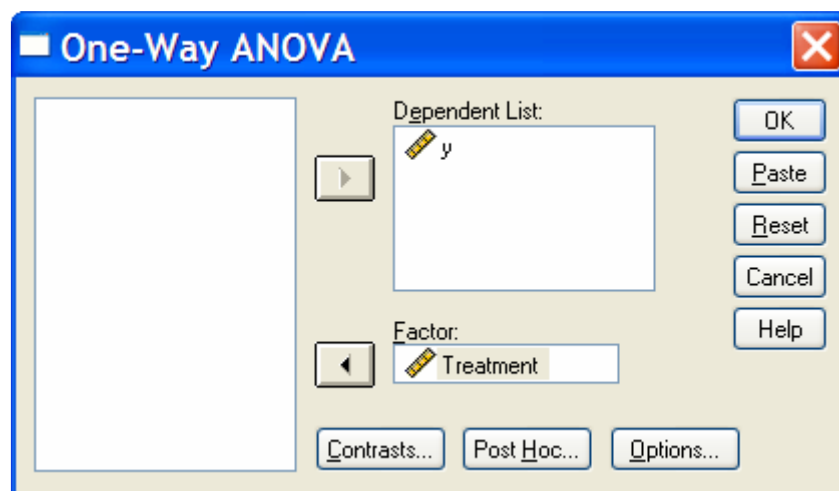 One-Way ANOVA
Dependent List:
y
Factor:
Treatment
OK
Paste
Reset
Cancel
Help
Contrasts...
Post Hoc...
Options...